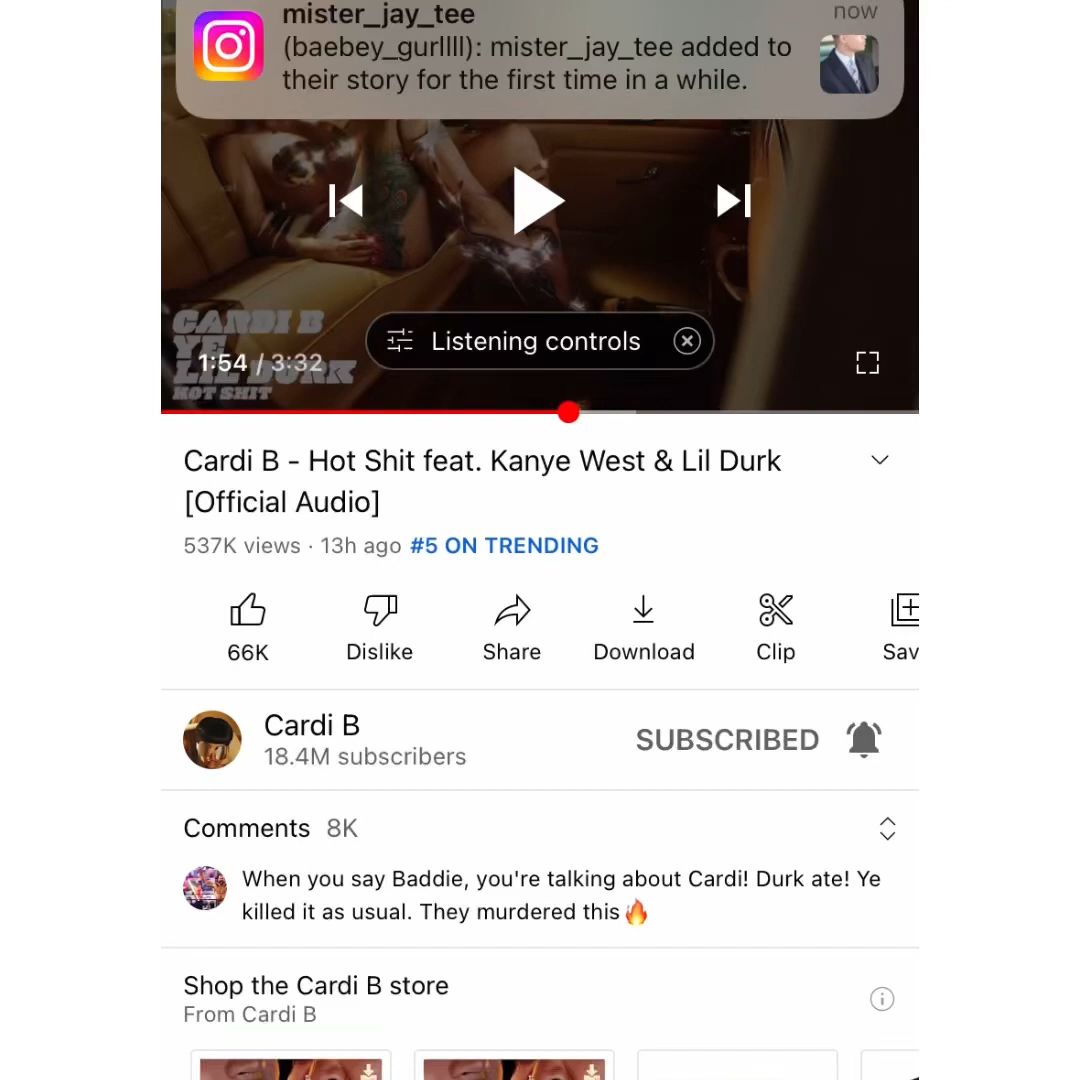 mister_jay_tee
now
(baebey_gurllll): mister_jay_tee added to
their story for the first time in a while.
Listening controls
CARDI B
YE
LIL DURK
HOT SHIT
1:54 / 3:32
Cardi B - Hot Shit feat. Kanye West & Lil Durk
[Official Audio]
537K views · 13h ago #5 ON TRENDING
66K
Dislike
Share
Download
Clip
Sav
Cardi B
18.4M subscribers
SUBSCRIBED
Comments 8K
When you say Baddie, you're talking about Cardi! Durk ate! Ye
killed it as usual. They murdered this🔥
Shop the Cardi B store
From Cardi B